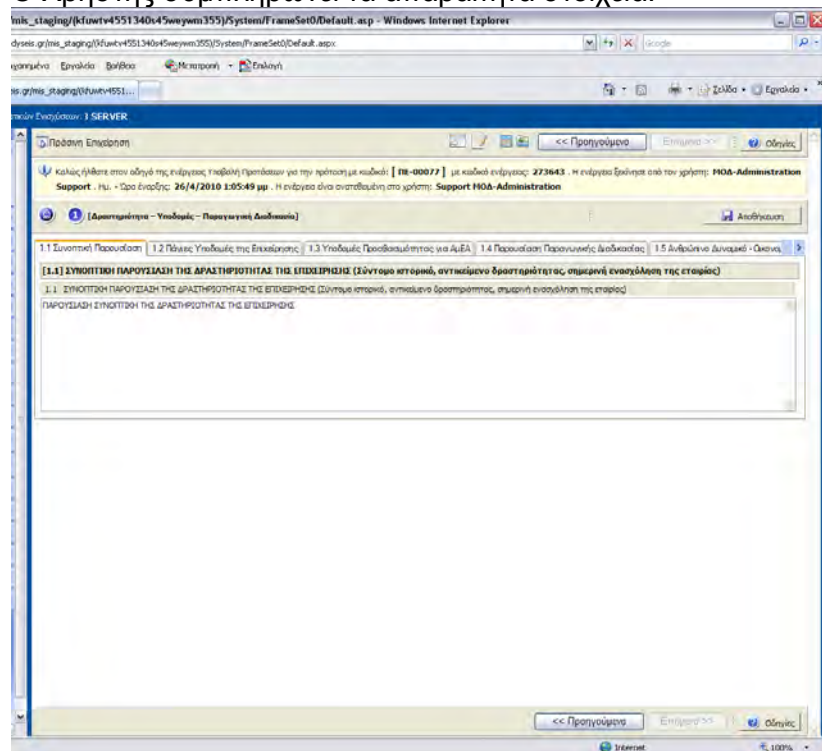 Ο Χρήστης συμπληρώνει τα απαραίτητα στοιχεία.
/mis_staging/(kfuwtv4551340s45weywm355)/System/FrameSet0/Default.asp - Windows Internet Explorer
dyseis.gr/mis_staging/(kfuwtv4551340s45weywm355)/System/FrameSet0/Default.aspx
Google
Εργαλεία Βοήθεια Μετατροπή Επιλογή
Σελίδα Εργαλεία
Ενισχύσεων: I SERVER
Πράσινη Επιχείρηση << Προηγούμενο Επόμενο >> Οδηγίες
Καλώς ήλθατε στον οδηγό της ενέργειας Υποβολή Προτάσεων για την πρόταση με κωδικό: [ ΠΕ-00077 ] με κωδικό ενέργειας: 273643 . Η ενέργεια ξεκίνησε από τον χρήστη: ΜΟΔ-Administration
Support . Ημ. - Ώρα έναρξης: 26/4/2010 1:05:49 μμ . Η ενέργεια είναι ανατεθειμένη στο χρήστη: Support ΜΟΔ-Administration
1 [Δραστηριότητα – Υποδομές – Παραγωγική Διαδικασία] Αποθήκευση
1.1 Συνοπτική Παρουσίαση 1.2 Πάγιες Υποδομές της Επιχείρησης 1.3 Υποδομές Προσβασιμότητας για ΑμΕΑ 1.4 Παρουσίαση Παραγωγικής Διαδικασίας 1.5 Ανθρώπινο Δυναμικό - Οικονο
[1.1] ΣΥΝΟΠΤΙΚΗ ΠΑΡΟΥΣΙΑΣΗ ΤΗΣ ΔΡΑΣΤΗΡΙΟΤΗΤΑΣ ΤΗΣ ΕΠΙΧΕΙΡΗΣΗΣ (Σύντομο ιστορικό, αντικείμενο δραστηριότητας, σημερινή ενασχόληση της εταιρίας)
1.1 ΣΥΝΟΠΤΙΚΗ ΠΑΡΟΥΣΙΑΣΗ ΤΗΣ ΔΡΑΣΤΗΡΙΟΤΗΤΑΣ ΤΗΣ ΕΠΙΧΕΙΡΗΣΗΣ (Σύντομο ιστορικό, αντικείμενο δραστηριότητας, σημερινή ενασχόληση της εταιρίας)
ΠΑΡΟΥΣΙΑΣΗ ΣΥΝΟΠΤΙΚΗ ΤΗΣ ΔΡΑΣΤΗΡΙΟΤΗΤΑΣ ΤΗΣ ΕΠΙΧΕΙΡΗΣΗΣ
<< Προηγούμενο Επόμενο >> Οδηγίες
Internet 100%